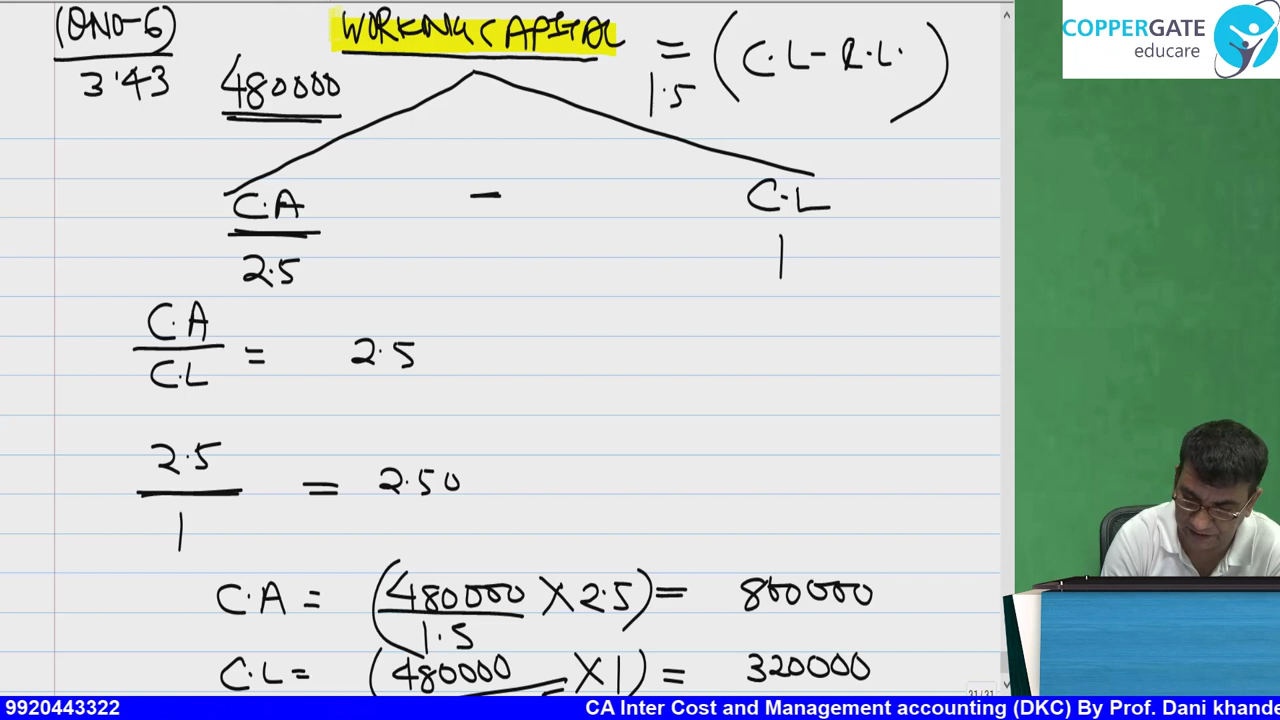 (QNO-6)
3.43
480000
WORKING CAPITAL
= (C.L-R.L.)
1.5
C.A - C.L
2.5 1
C.A
C.L = 2.5
2.5
1 = 2.50
C.A = (480000 X 2.5) = 800000
1.5
C.L = (480000 X 1) = 320000
COPPERGATE
educare
31/31
9920443322 CA Inter Cost and Management accounting (DKC) By Prof. Dani khande